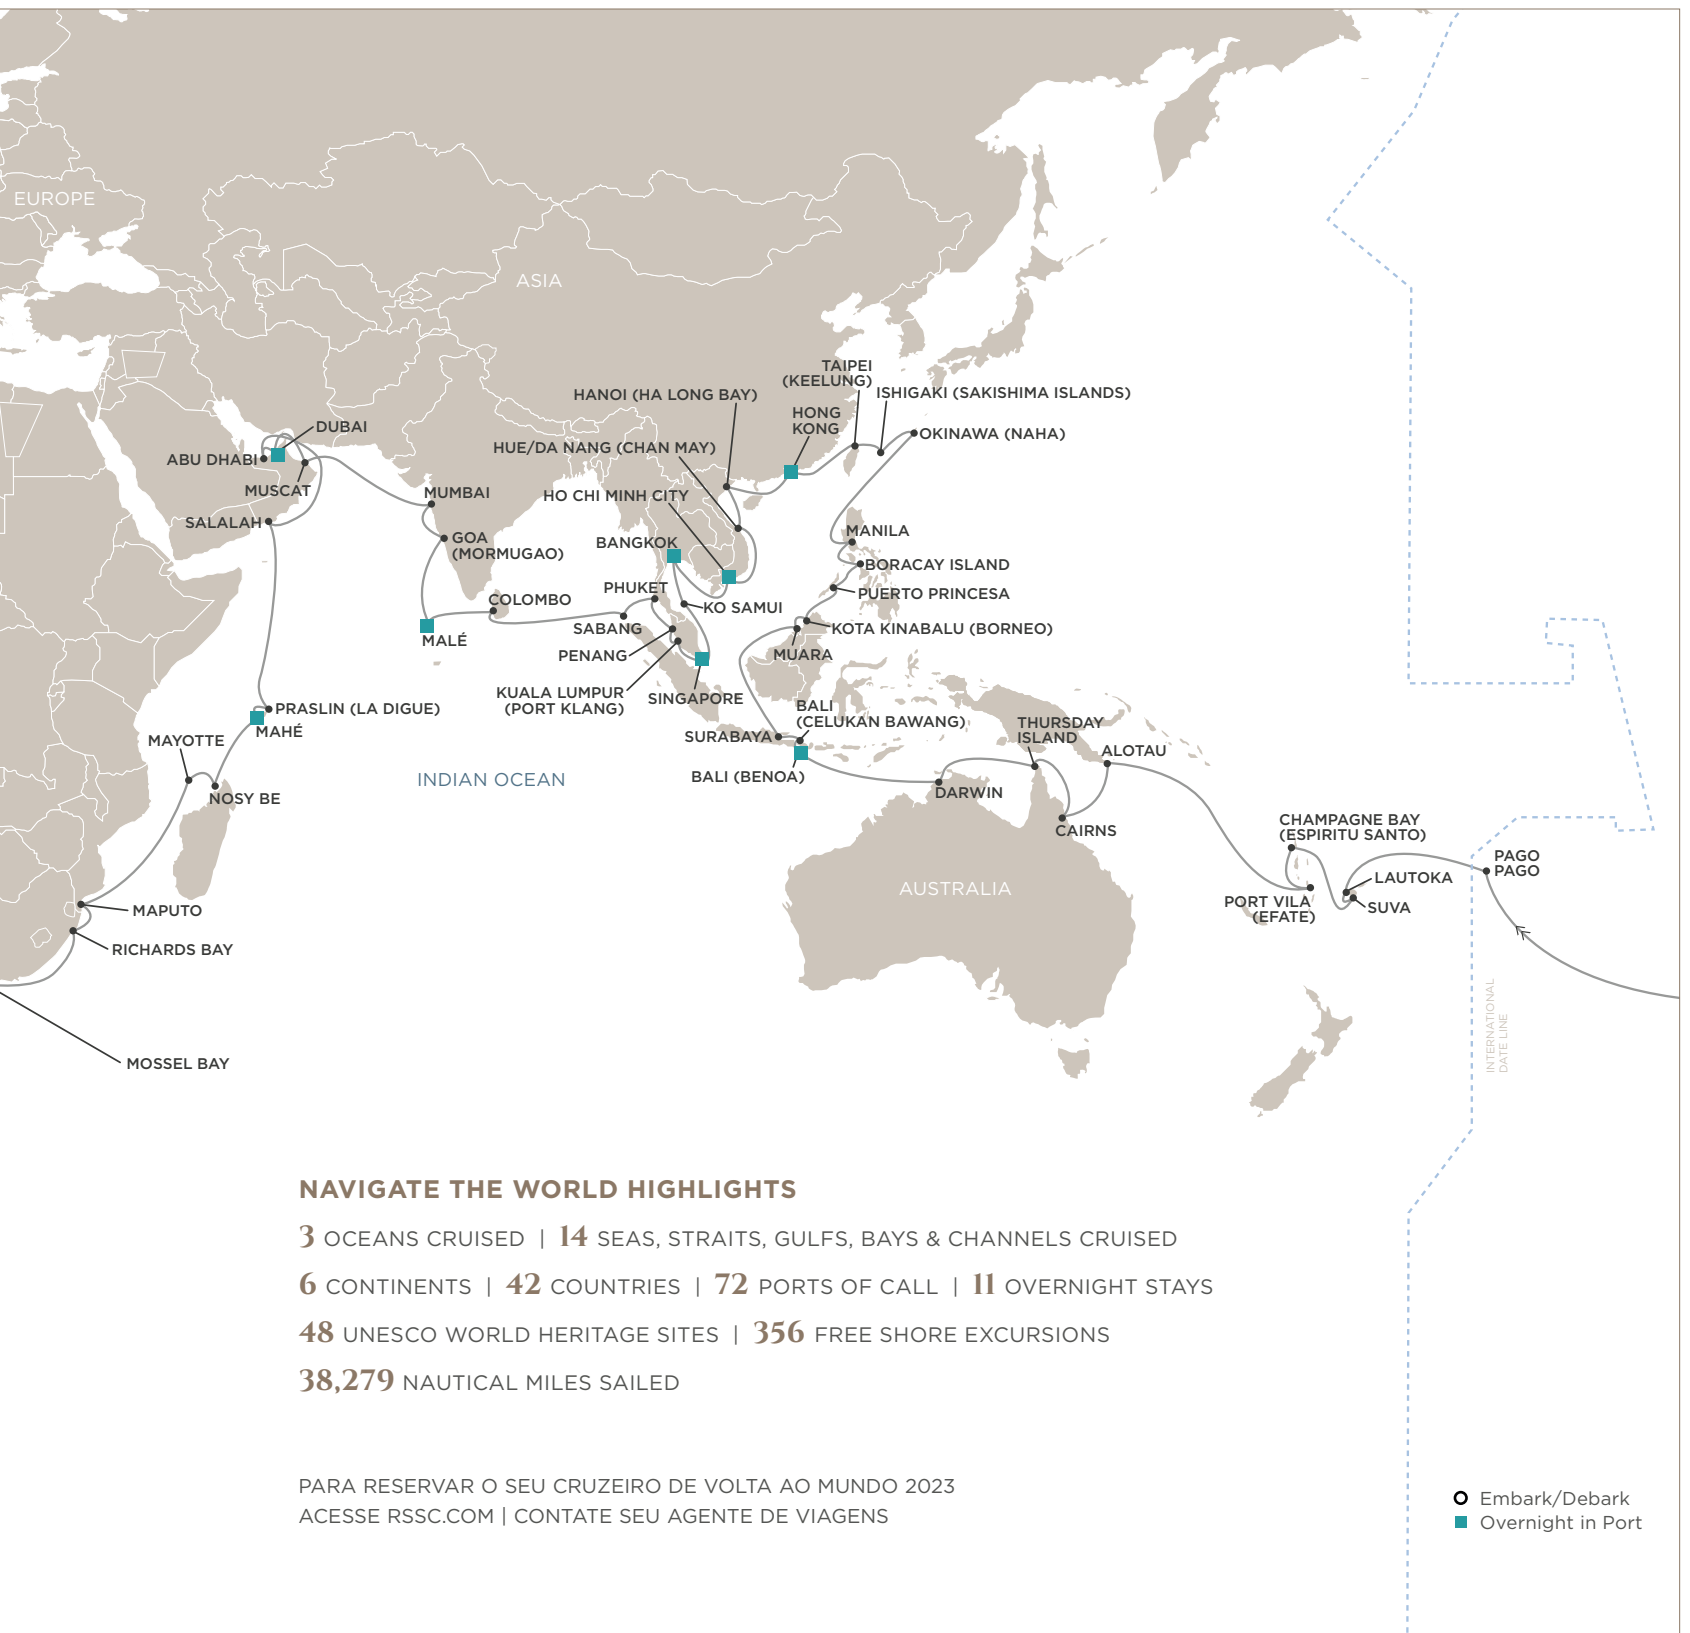 EUROPE
ASIA
TAIPEI
(KEELUNG)
ISHIGAKI (SAKISHIMA ISLANDS)
HANOI (HA LONG BAY)
HONG
KONG
DUBAI
OKINAWA (NAHA)
HUE/DA NANG (CHAN MAY)
ABU DHABI
MUSCAT
MUMBAI
HO CHI MINH CITY
SALALAH
MANILA
GOA
(MORMUGAO)
BANGKOK
BORACAY ISLAND
PHUKET
PUERTO PRINCESA
COLOMBO
KO SAMUI
SABANG
KOTA KINABALU (BORNEO)
MALÉ
PENANG
MUARA
KUALA LUMPUR
(PORT KLANG)
SINGAPORE
PRASLIN (LA DIGUE)
BALI
(CELUKAN BAWANG)
MAHÉ
THURSDAY
ISLAND
SURABAYA
MAYOTTE
ALOTAU
INDIAN OCEAN
BALI (BENOA)
NOSY BE
DARWIN
CAIRNS
CHAMPAGNE BAY
(ESPIRITU SANTO)
PAGO
PAGO
LAUTOKA
AUSTRALIA
PORT VILA
(EFATE)
SUVA
MAPUTO
RICHARDS BAY
INTERNATIONAL
DATE LINE
MOSSEL BAY
NAVIGATE THE WORLD HIGHLIGHTS
3 OCEANS CRUISED | 14 SEAS, STRAITS, GULFS, BAYS & CHANNELS CRUISED
6 CONTINENTS | 42 COUNTRIES | 72 PORTS OF CALL | 11 OVERNIGHT STAYS
48 UNESCO WORLD HERITAGE SITES | 356 FREE SHORE EXCURSIONS
38,279 NAUTICAL MILES SAILED
PARA RESERVAR O SEU CRUZEIRO DE VOLTA AO MUNDO 2023
ACESSE RSSC.COM | CONTATE SEU AGENTE DE VIAGENS
Embark/Debark
Overnight in Port